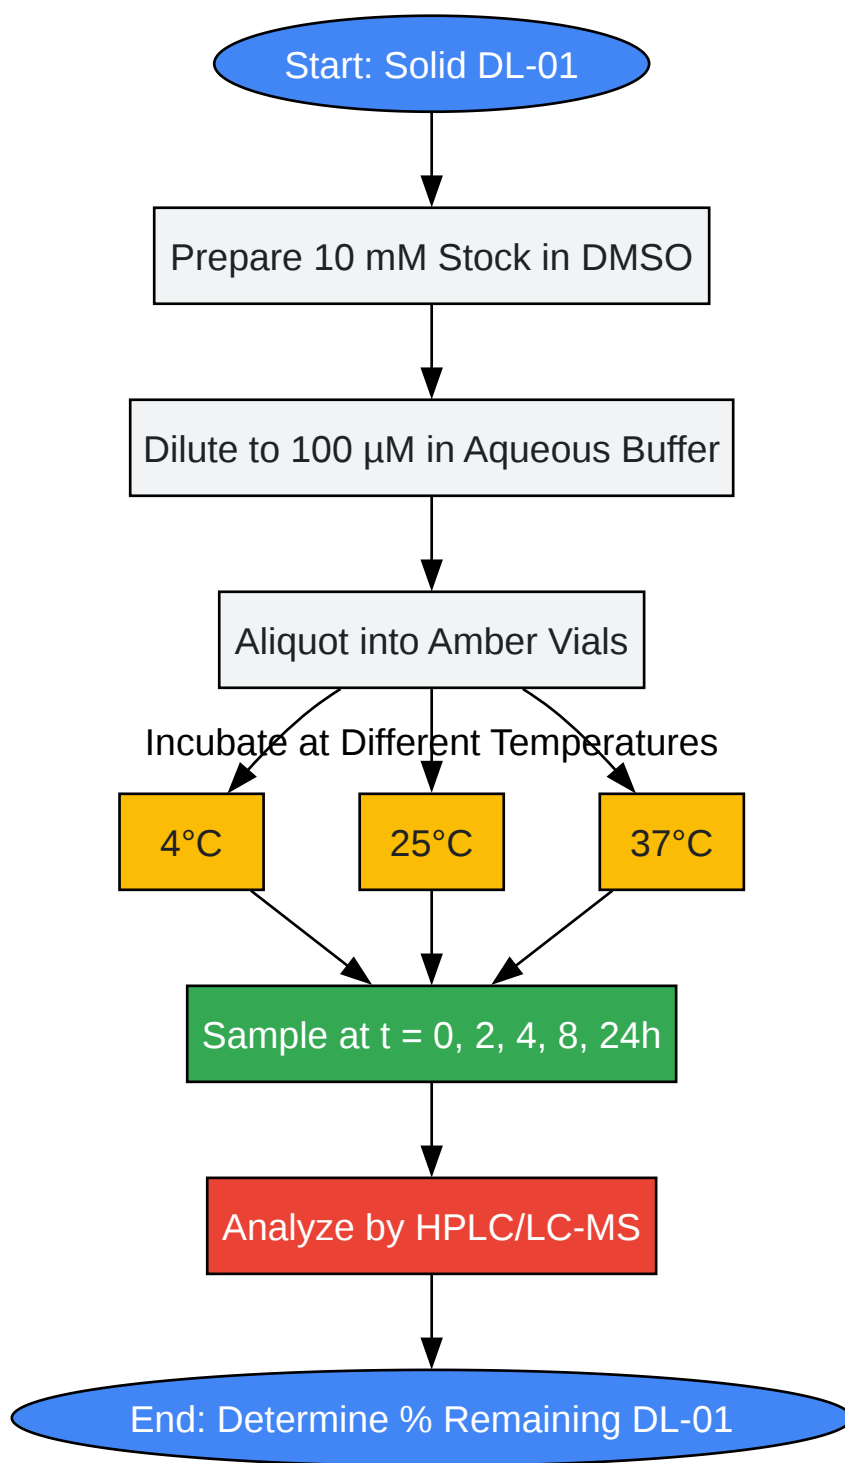 Start: Solid DL-01
Prepare 10 mM Stock in DMSO
Dilute to 100 µM in Aqueous Buffer
Aliquot into Amber Vials
Incubate at Different Temperatures
4°C
25°C
37°C
Sample at t = 0, 2, 4, 8, 24h
Analyze by HPLC/LC-MS
End: Determine % Remaining DL-01